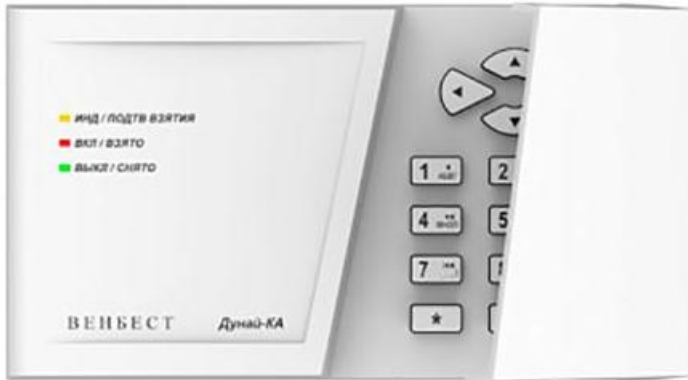 ИНД / ПОДТВ ВЗЯТИЯ
ВКЛ / ВЗЯТО
ВЫКЛ / СНЯТО
1 2
4 5
7
*
ВЕНБЕСТ Дунай-КА